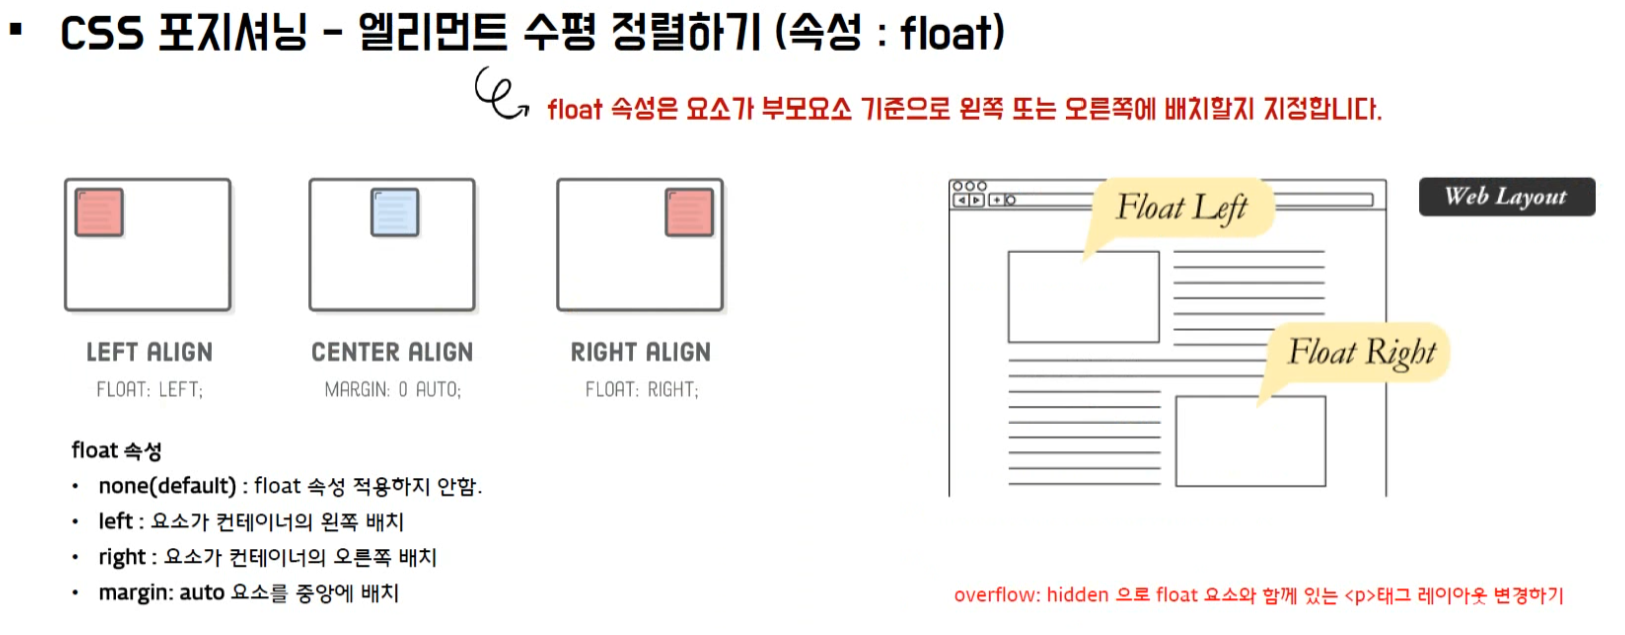 ▪ CSS 포지셔닝 - 엘리먼트 수평 정렬하기 (속성 : float)
float 속성은 요소가 부모요소 기준으로 왼쪽 또는 오른쪽에 배치할지 지정합니다.
LEFT ALIGN
FLOAT: LEFT;
CENTER ALIGN
MARGIN: 0 AUTO;
RIGHT ALIGN
FLOAT: RIGHT;
Float Left
Web Layout
Float Right
float 속성
• none(default) : float 속성 적용하지 안함.
• left : 요소가 컨테이너의 왼쪽 배치
• right : 요소가 컨테이너의 오른쪽 배치
• margin: auto 요소를 중앙에 배치
overflow: hidden 으로 float 요소와 함께 있는 <p>태그 레이아웃 변경하기